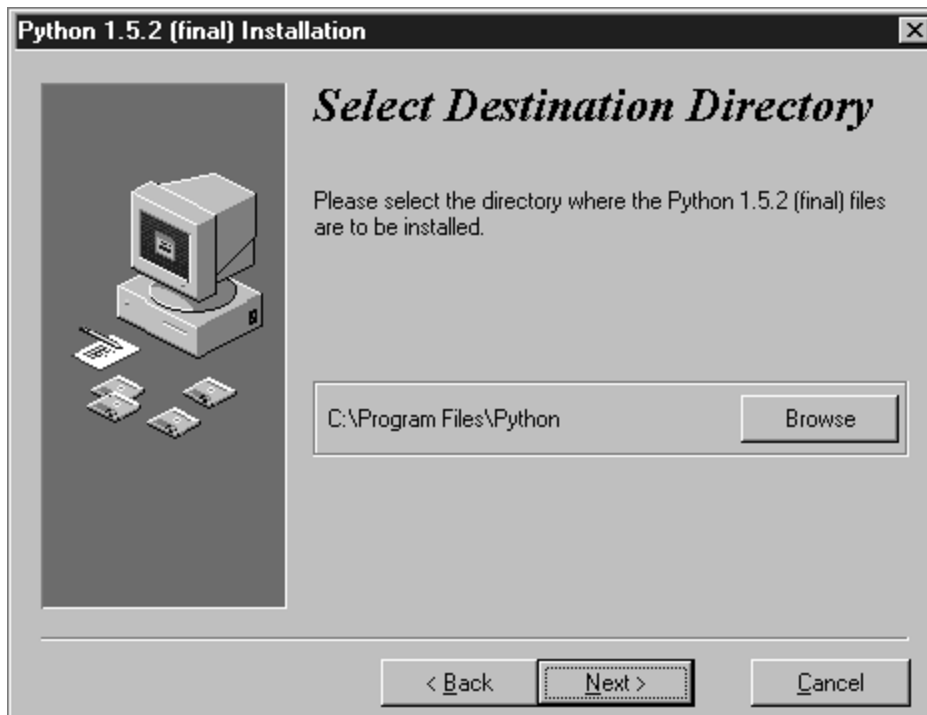 Python 1.5.2 (final) Installation
Select Destination Directory
Please select the directory where the Python 1.5.2 (final) files
are to be installed.
C:\Program Files\Python
Browse
< Back
Next >
Cancel